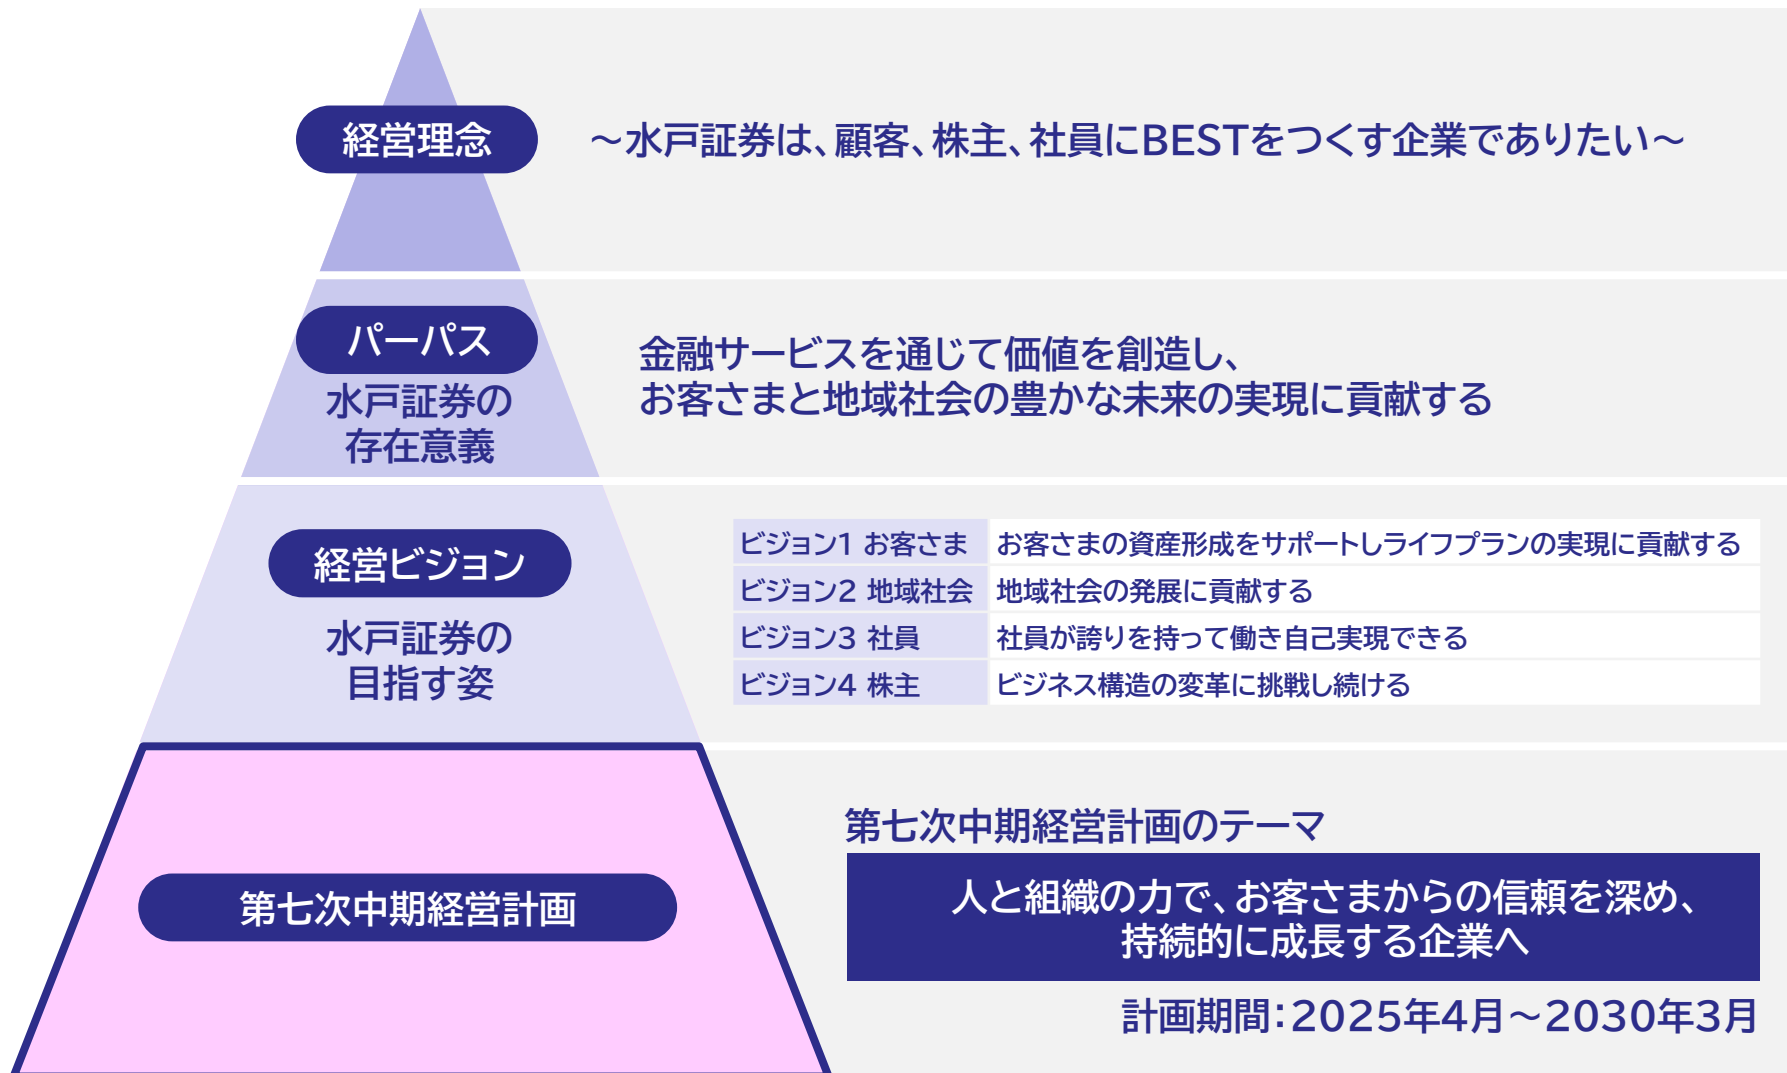 経営理念
～水戸証券は、顧客、株主、社員にBESTをつくす企業でありたい～
パーパス
水戸証券の
存在意義
金融サービスを通じて価値を創造し、
お客さまと地域社会の豊かな未来の実現に貢献する
経営ビジョン
水戸証券の
目指す姿
ビジョン1 お客さま お客さまの資産形成をサポートしライフプランの実現に貢献する
ビジョン2 地域社会 地域社会の発展に貢献する
ビジョン3 社員 社員が誇りを持って働き自己実現できる
ビジョン4 株主 ビジネス構造の変革に挑戦し続ける
第七次中期経営計画
第七次中期経営計画のテーマ
人と組織の力で、お客さまからの信頼を深め、
持続的に成長する企業へ
計画期間：2025年4月～2030年3月